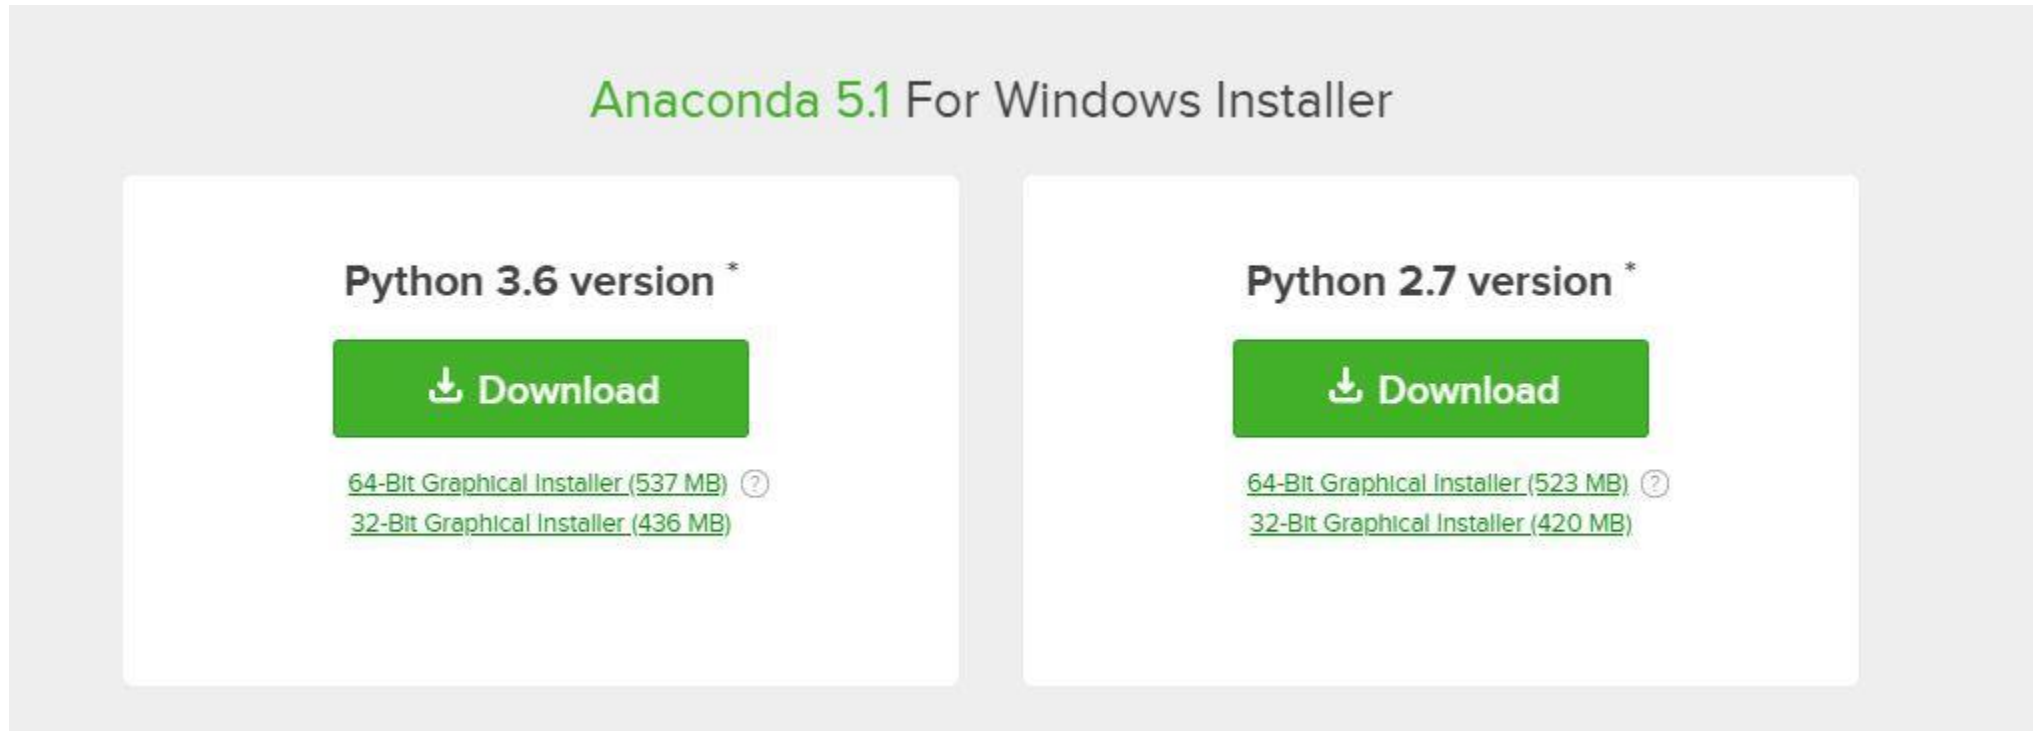 Anaconda 5.1 For Windows Installer
Python 3.6 version *
Download
64-Bit Graphical Installer (537 MB) ?
32-Bit Graphical Installer (436 MB)
Python 2.7 version *
Download
64-Bit Graphical Installer (523 MB) ?
32-Bit Graphical Installer (420 MB)